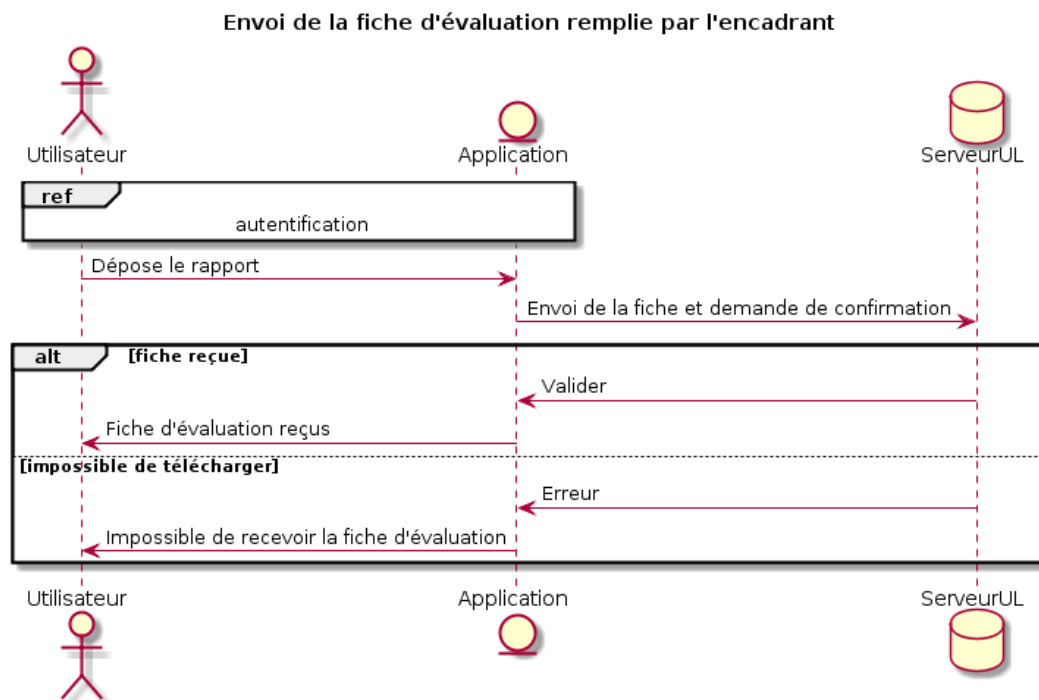 Envoi de la fiche d'évaluation remplie par l'encadrant
Utilisateur
Application
ServeurUL
ref
autentification
Dépose le rapport
Envoi de la fiche et demande de confirmation
alt
[fiche reçue]
Valider
Fiche d'évaluation reçus
[impossible de télécharger]
Erreur
Impossible de recevoir la fiche d'évaluation
Utilisateur
Application
ServeurUL